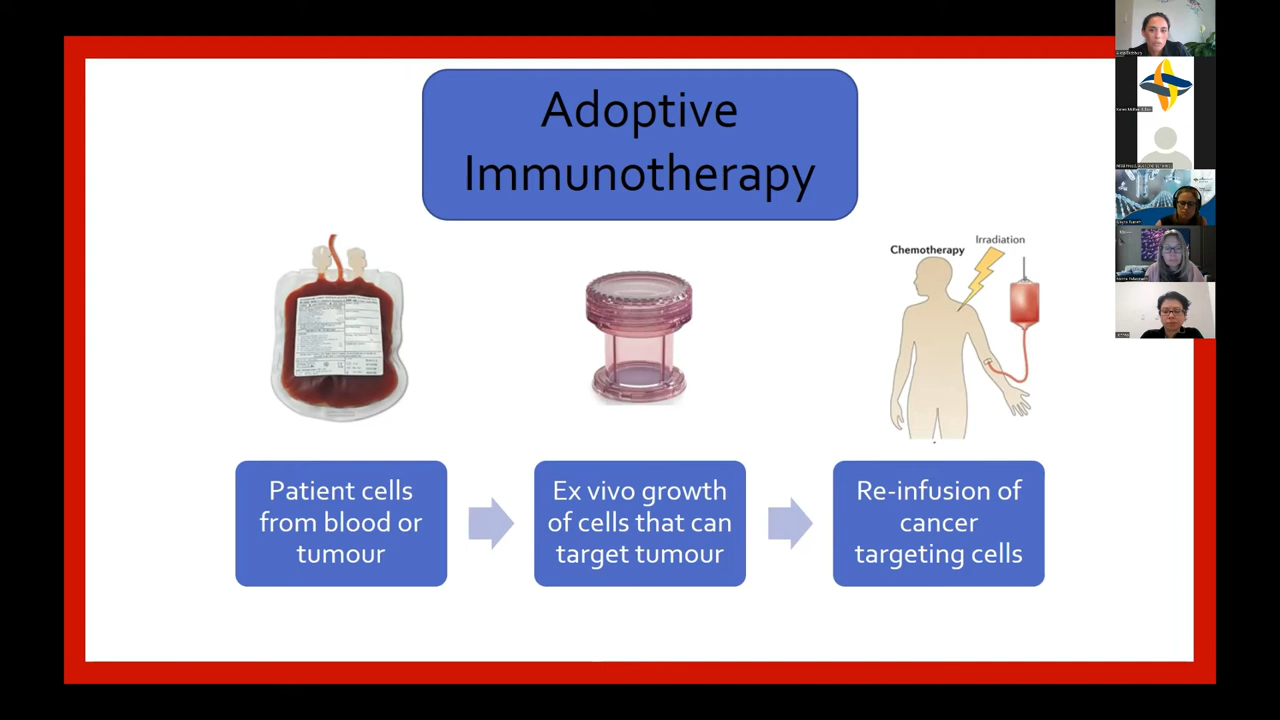 Adoptive
Immunotherapy
Irradiation
Chemotherapy
Patient cells
from blood or
tumour
Ex vivo growth
of cells that can
target tumour
Re-infusion of
cancer
targeting cells